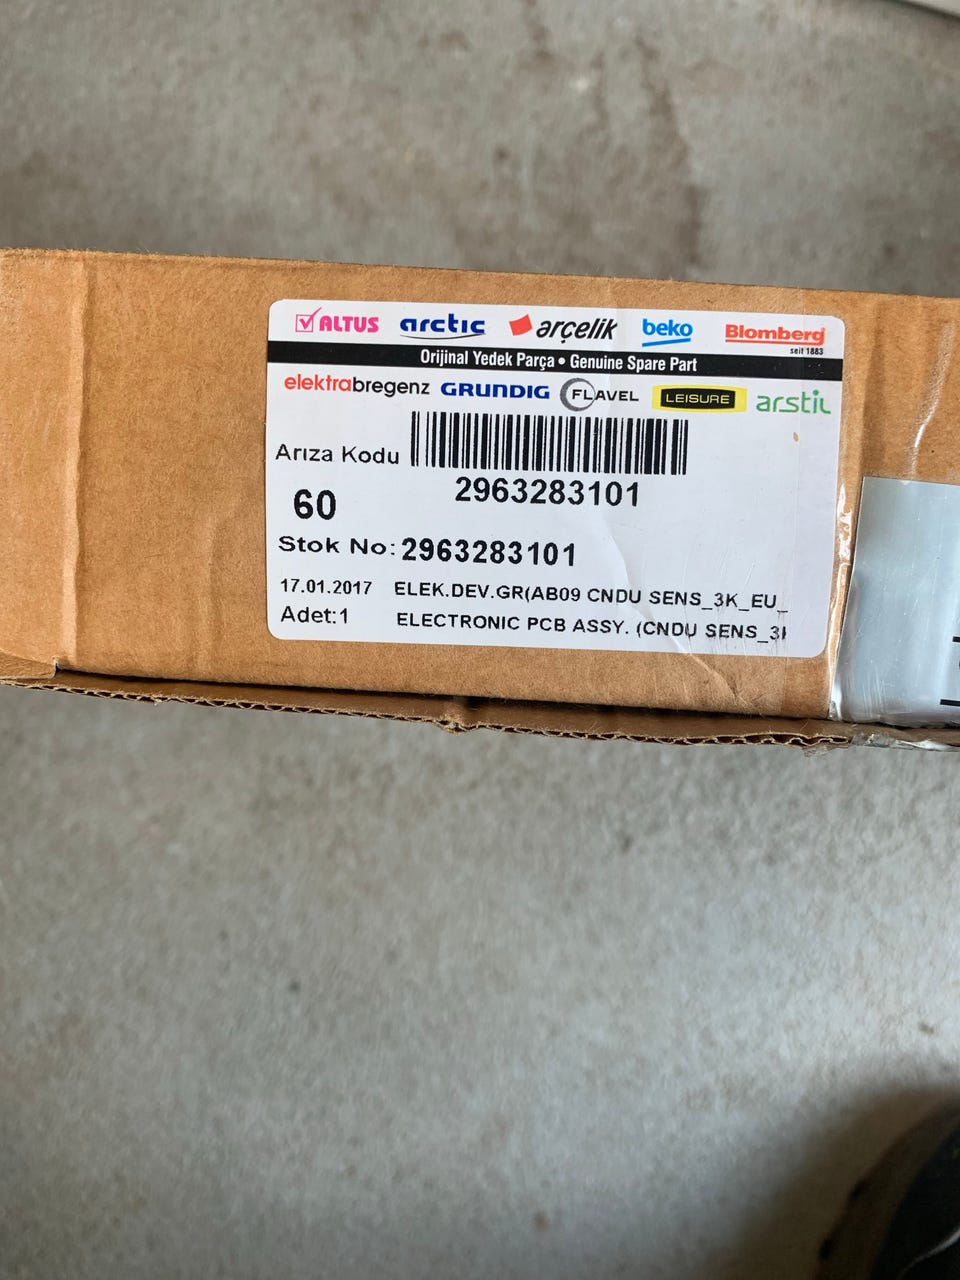 ALTUS arctic arçelik beko Blomberg
seit 1883
Orijinal Yedek Parça • Genuine Spare Part
elektrabregenz GRUNDIG FLAVEL LEISURE arstil
Arıza Kodu
2963283101
60
Stok No: 2963283101
17.01.2017 ELEK.DEV.GR(AB09 CNDU SENS_3K_EU_
Adet:1 ELECTRONIC PCB ASSY. (CNDU SENS_3